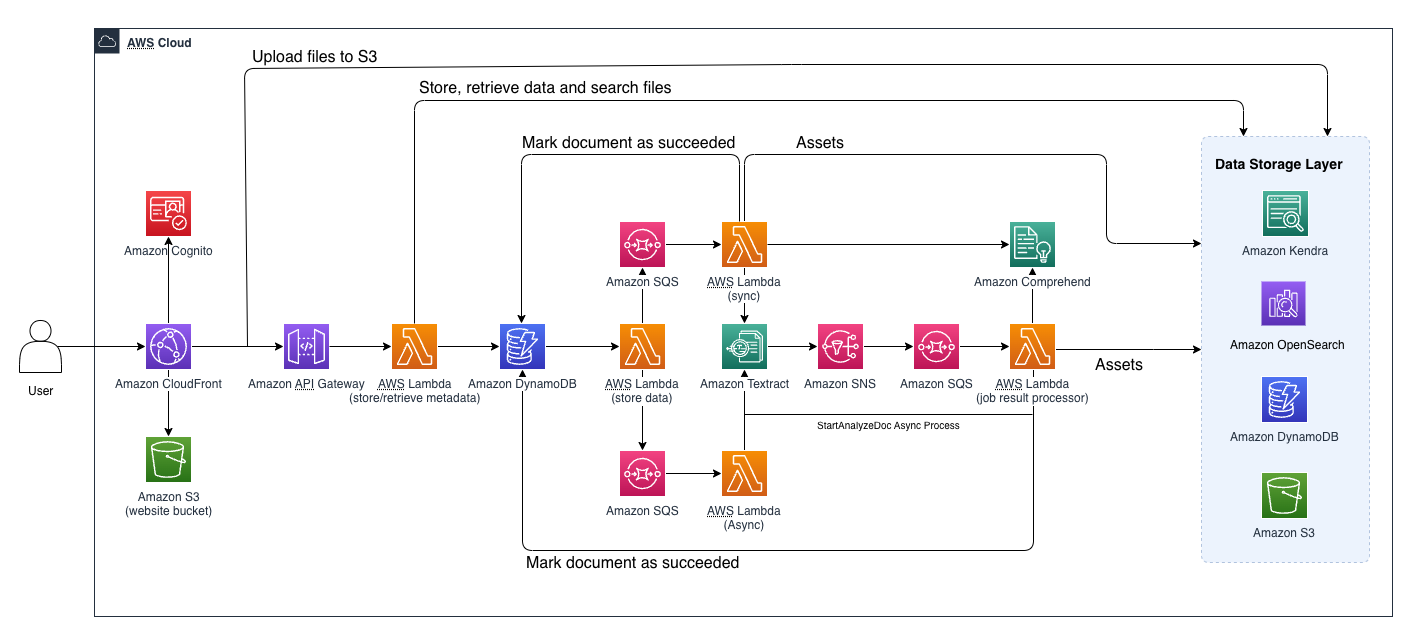 AWS Cloud
Upload files to S3
Store, retrieve data and search files
Mark document as succeeded
Assets
Data Storage Layer
Amazon Cognito
Amazon Kendra
Amazon SQS
AWS Lambda
(sync)
Amazon Comprehend
Amazon OpenSearch
User
Amazon CloudFront
Amazon API Gateway
AWS Lambda
(store/retrieve metadata)
Amazon DynamoDB
AWS Lambda
(store data)
Amazon Textract
Amazon SNS
Amazon SQS
AWS Lambda
(job result processor)
Assets
StartAnalyzeDoc Async Process
Amazon DynamoDB
Amazon S3
(website bucket)
Amazon SQS
AWS Lambda
(Async)
Amazon S3
Mark document as succeeded